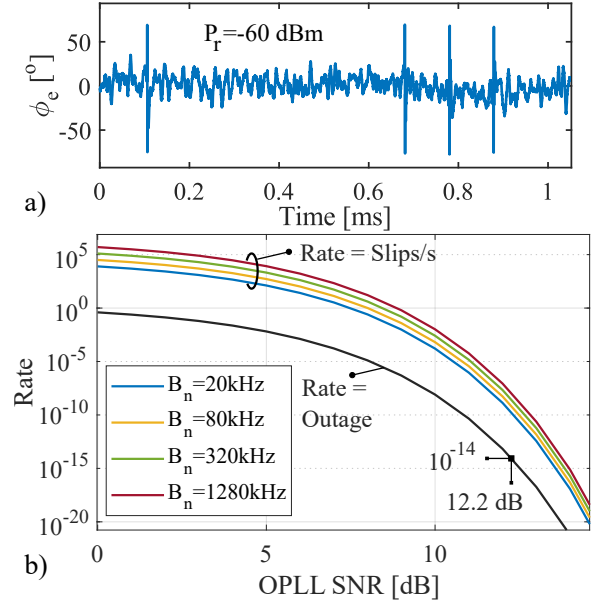 P_r=-60 dBm
50
0
-50
ϕ_e [°]
0 0.2 0.4 0.6 0.8 1
Time [ms]
a)
10^5
10^0
10^-5
10^-10
10^-15
10^-20
Rate
Rate = Slips/s
Rate =
Outage
B_n=20kHz
B_n=80kHz
B_n=320kHz
B_n=1280kHz
10^-14
12.2 dB
0 5 10
OPLL SNR [dB]
b)